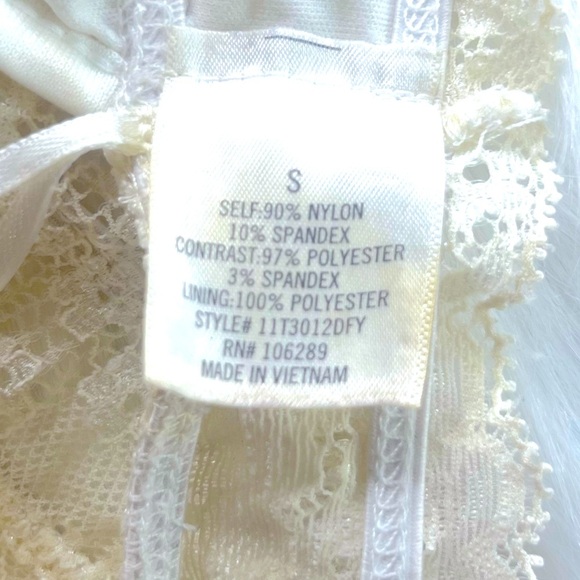 S
SELF:90% NYLON
10% SPANDEX
CONTRAST:97% POLYESTER
3% SPANDEX
LINING:100% POLYESTER
STYLE# 11T3012DFY
RN# 106289
MADE IN VIETNAM